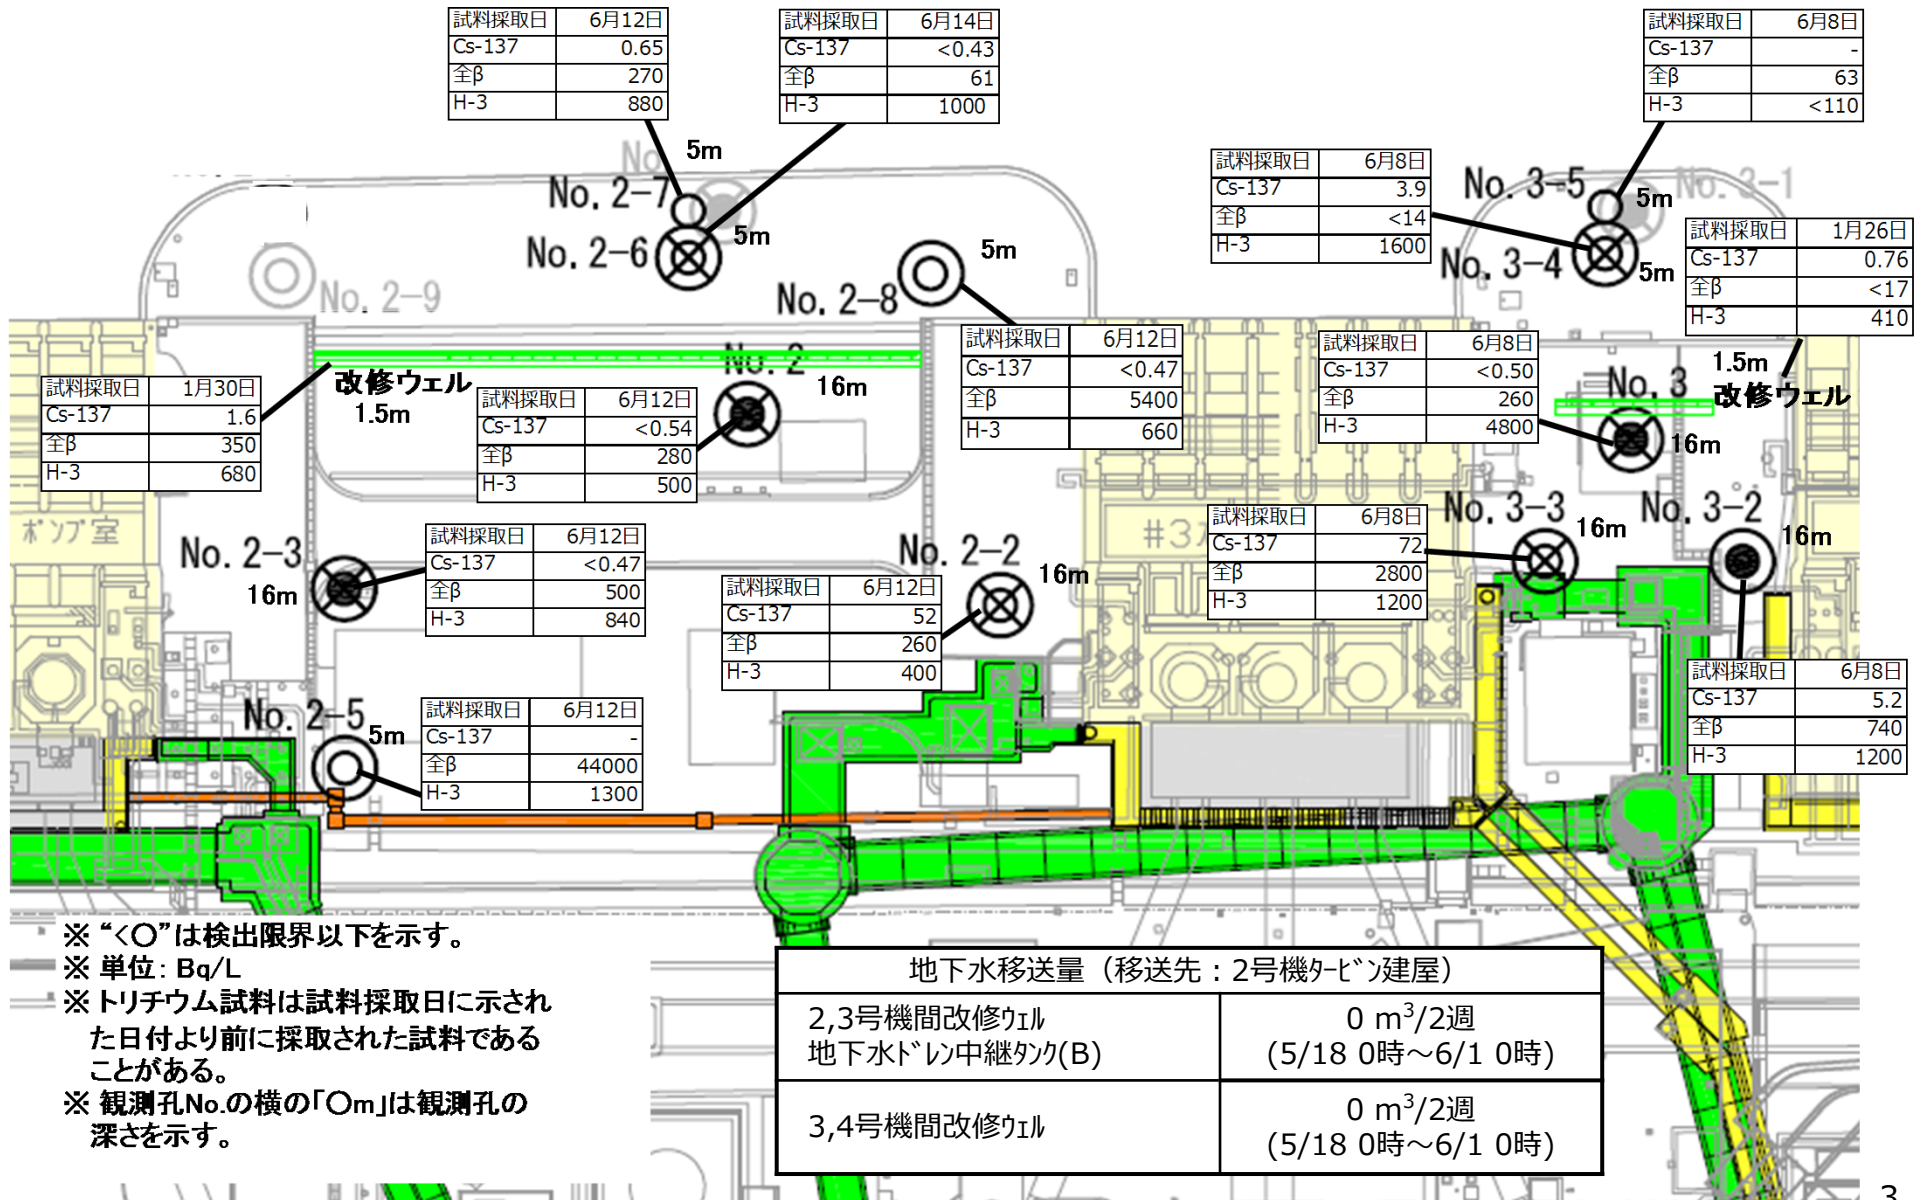 試料採取日 6月12日
Cs-137 0.65
全β 270
H-3 880
試料採取日 6月14日
Cs-137 <0.43
全β 61
H-3 1000
試料採取日 6月8日
Cs-137 -
全β 63
H-3 <110
試料採取日 6月8日
Cs-137 3.9
全β <14
H-3 1600
試料採取日 1月26日
Cs-137 0.76
全β <17
H-3 410
No
5m
No. 2-7
5m
No. 2-6
No. 2-8
5m
No. 2-9
No. 3-5
5m
No. 3-1
No. 3-4
5m
試料採取日 1月30日
Cs-137 1.6
全β 350
H-3 680
改修ウェル
1.5m
試料採取日 6月12日
Cs-137 <0.54
全β 280
H-3 500
No. 2
16m
試料採取日 6月12日
Cs-137 <0.47
全β 5400
H-3 660
試料採取日 6月8日
Cs-137 <0.50
全β 260
H-3 4800
No. 3
16m
1.5m
改修ウェル
ポンプ室
No. 2-3
16m
試料採取日 6月12日
Cs-137 <0.47
全β 500
H-3 840
No. 2-2
16m
試料採取日 6月12日
Cs-137 52
全β 260
H-3 400
#3
試料採取日 6月8日
Cs-137 72
全β 2800
H-3 1200
No. 3-3
16m
No. 3-2
16m
試料採取日 6月8日
Cs-137 5.2
全β 740
H-3 1200
No. 2-5
5m
試料採取日 6月12日
Cs-137 -
全β 44000
H-3 1300
※ “<〇”は検出限界以下を示す。
※ 単位: Bq/L
※ トリチウム試料は試料採取日に示され
た日付より前に採取された試料である
ことがある。
※ 観測孔No.の横の「〇m」は観測孔の
深さを示す。
地下水移送量（移送先：2号機ﾀｰﾋﾞﾝ建屋）
2,3号機間改修ｳｪﾙ
地下水ﾄﾞﾚﾝ中継ﾀﾝｸ(B)
0 m³/2週
(5/18 0時～6/1 0時)
3,4号機間改修ｳｪﾙ
0 m³/2週
(5/18 0時～6/1 0時)
3